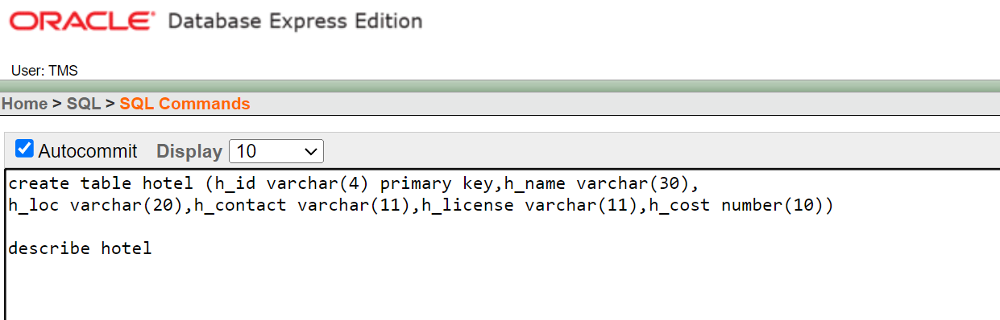 ORACLE® Database Express Edition
User: TMS
Home > SQL > SQL Commands
Autocommit Display 10
create table hotel (h_id varchar(4) primary key,h_name varchar(30),
h_loc varchar(20),h_contact varchar(11),h_license varchar(11),h_cost number(10))
describe hotel